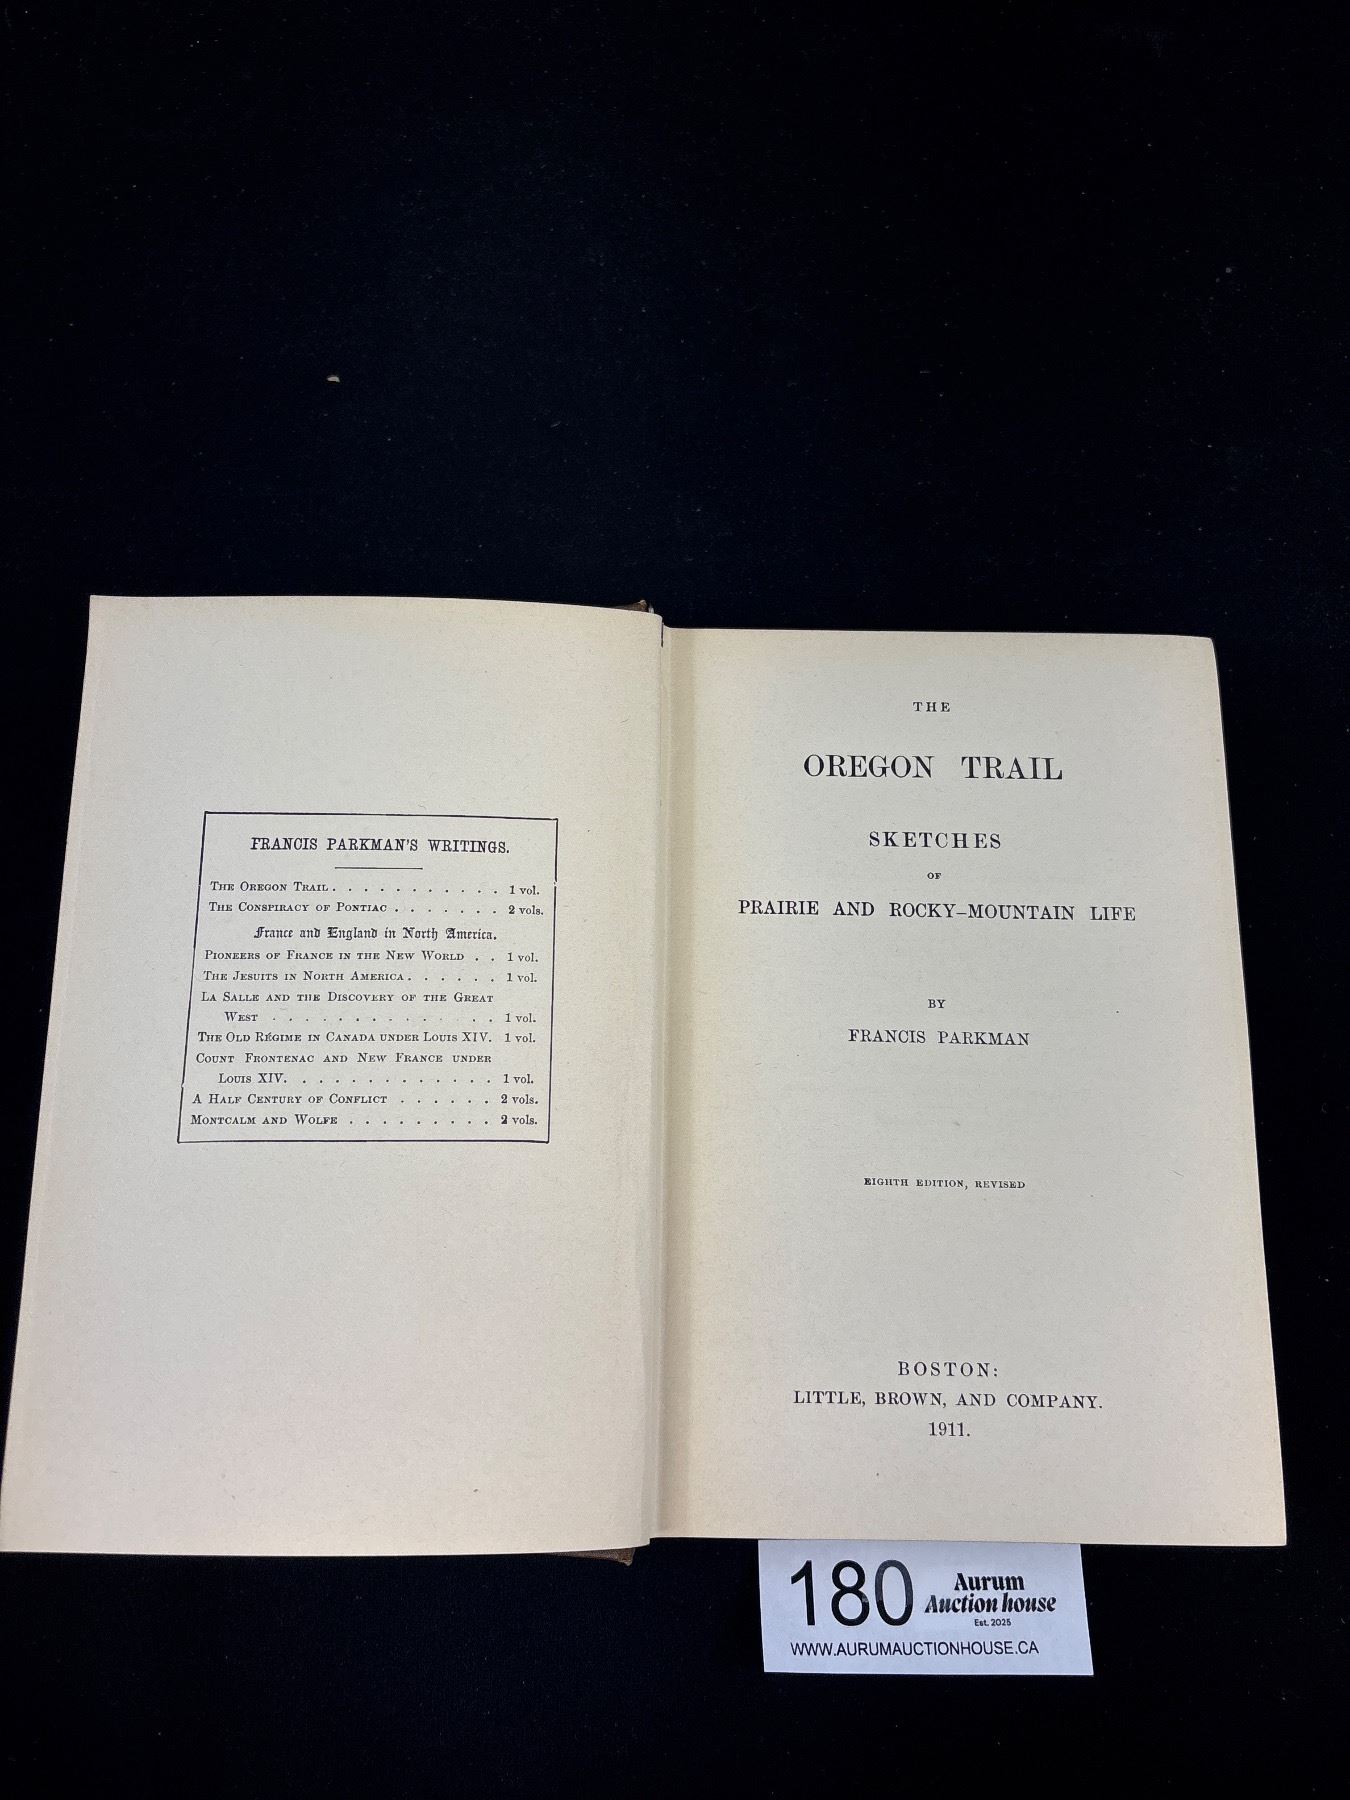 FRANCIS PARKMAN'S WRITINGS.
THE OREGON TRAIL . . . . . . . . . . . 1 vol.
THE CONSPIRACY OF PONTIAC . . . . . . . 2 vols.
France and England in North America.
PIONEERS OF FRANCE IN THE NEW WORLD . . 1 vol.
THE JESUITS IN NORTH AMERICA . . . . . . 1 vol.
LA SALLE AND THE DISCOVERY OF THE GREAT
WEST . . . . . . . . . . . . 1 vol.
THE OLD RÉGIME IN CANADA UNDER LOUIS XIV. 1 vol.
COUNT FRONTENAC AND NEW FRANCE UNDER
LOUIS XIV. . . . . . . . . . . . 1 vol.
A HALF CENTURY OF CONFLICT . . . . . . 2 vols.
MONTCALM AND WOLFE . . . . . . . . . 2 vols.
THE
OREGON TRAIL
SKETCHES
OF
PRAIRIE AND ROCKY-MOUNTAIN LIFE
BY
FRANCIS PARKMAN
EIGHTH EDITION, REVISED
BOSTON:
LITTLE, BROWN, AND COMPANY.
1911.
180
Aurum
Auction house
Est. 2025
WWW.AURUMAUCTIONHOUSE.CA